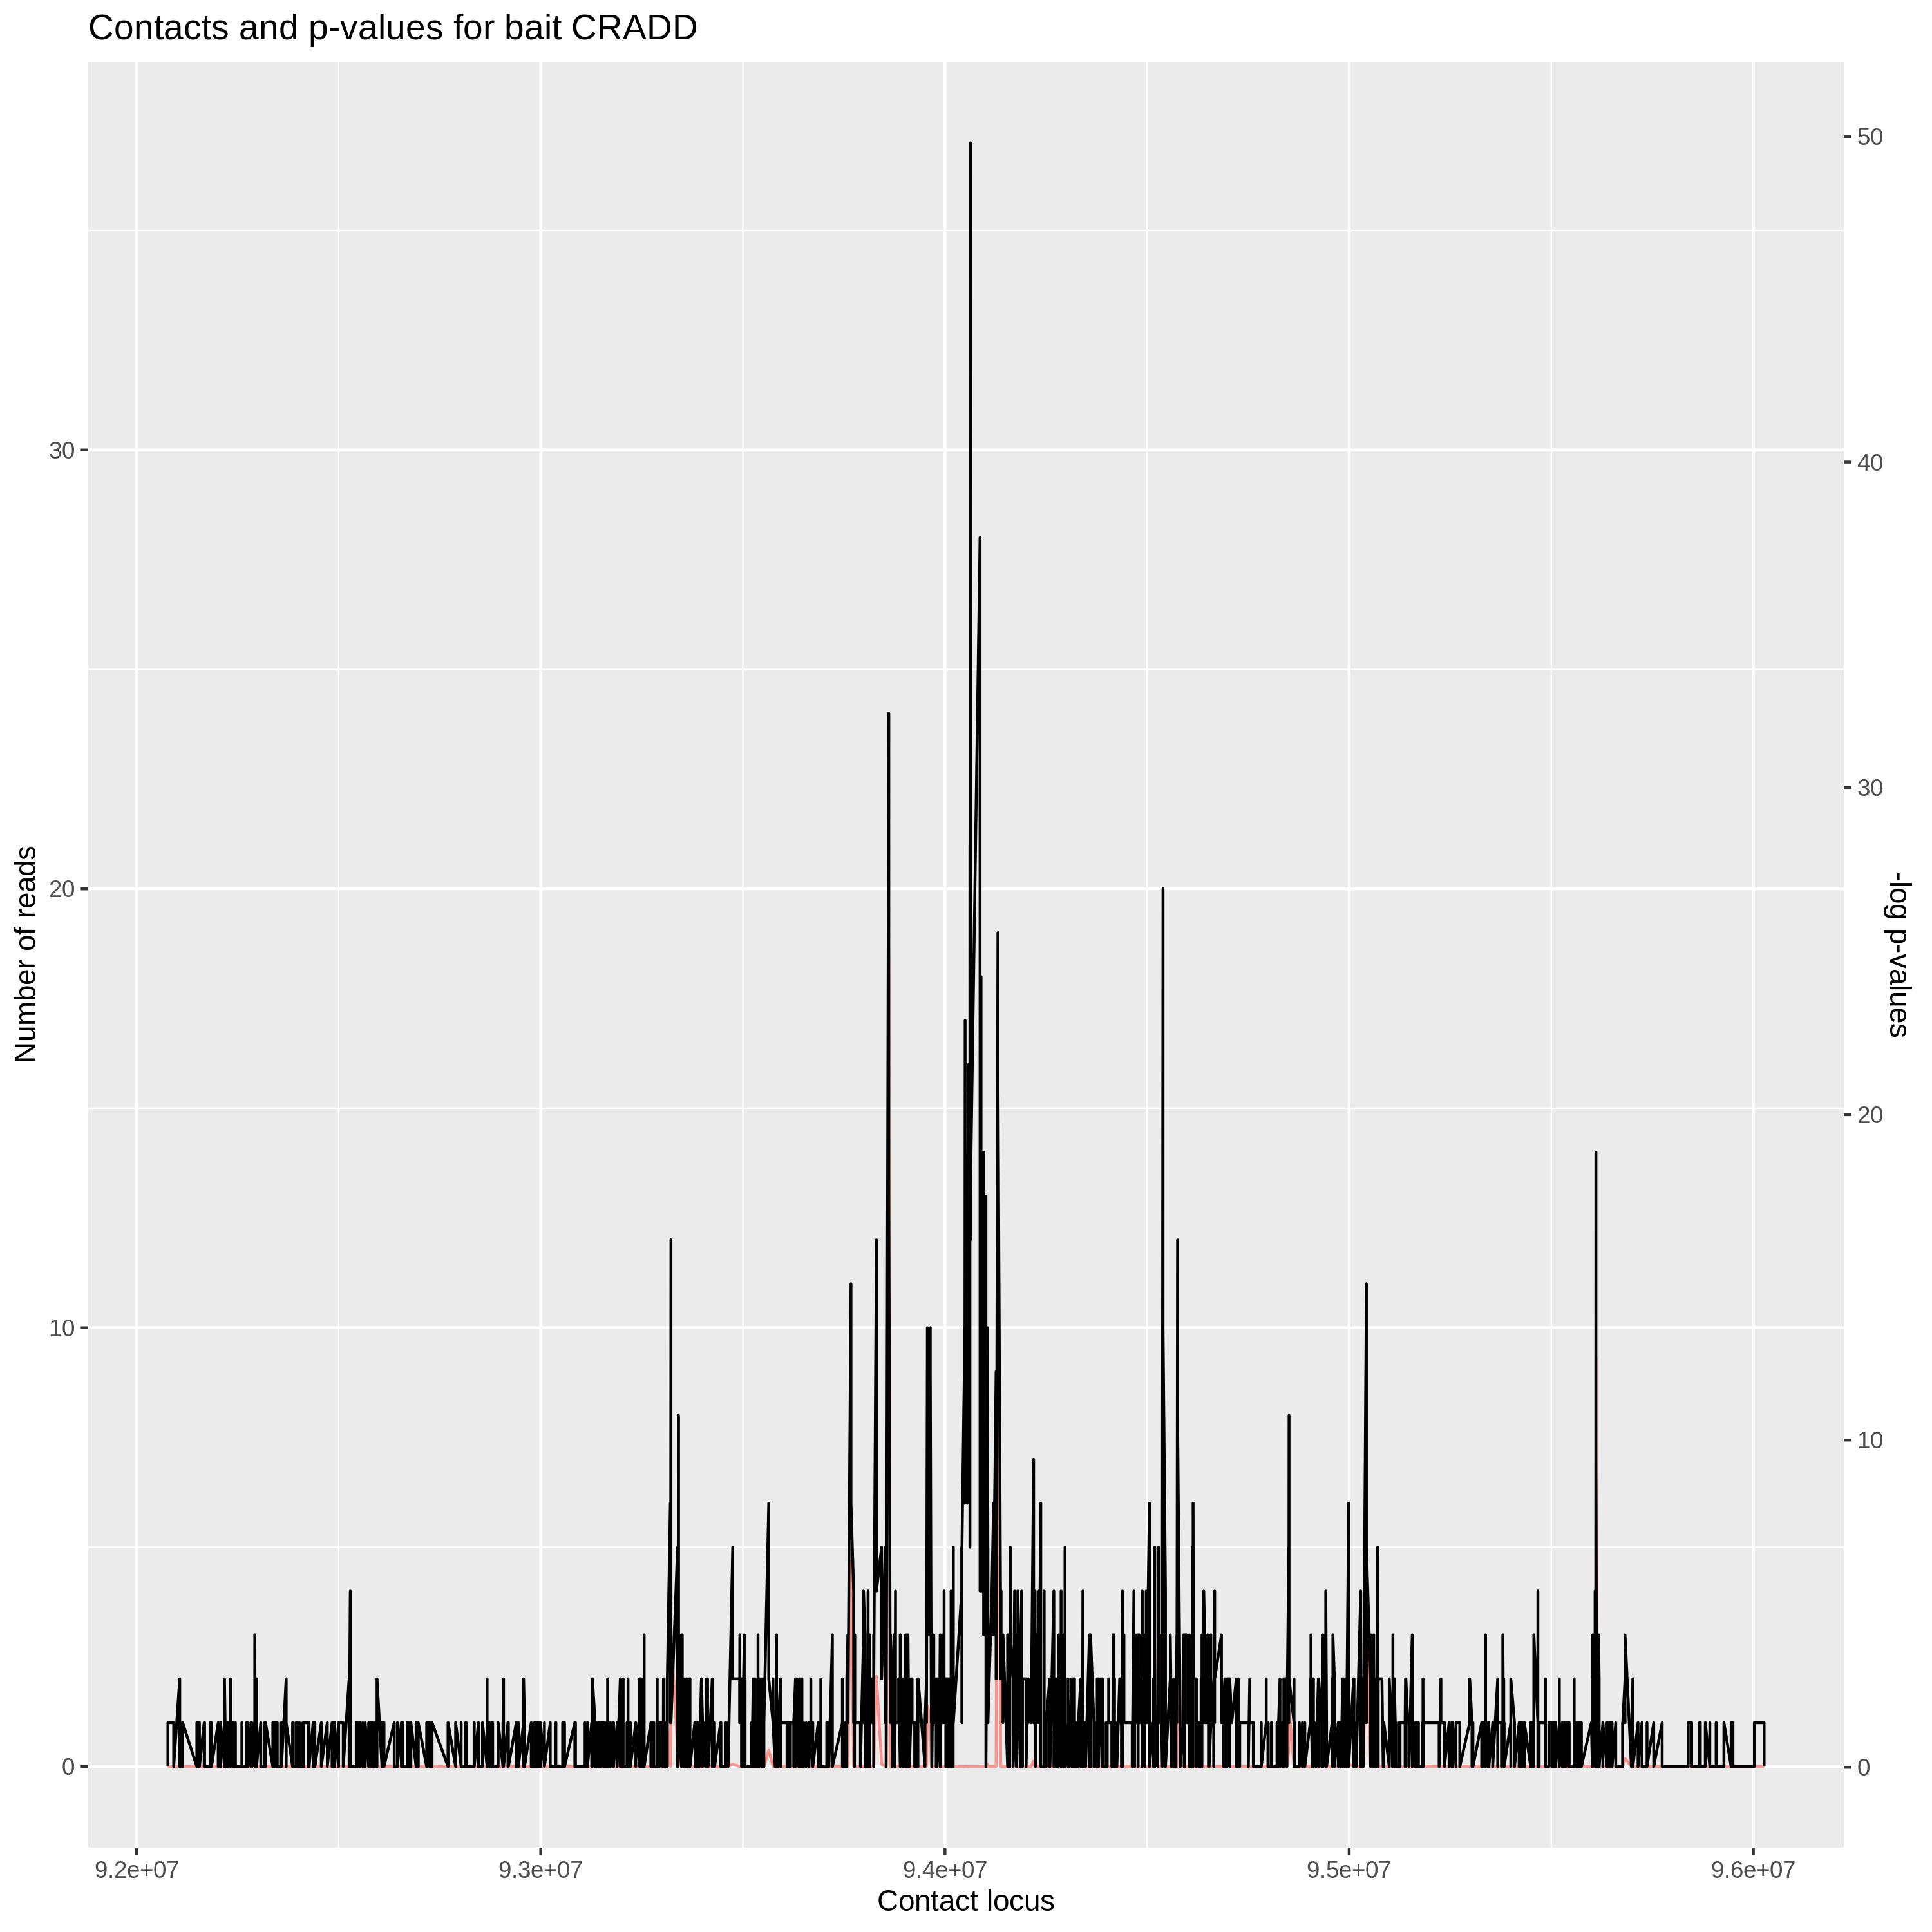 Contacts and p-values for bait CRADD
Number of reads
30
20
10
0
50
40
30
20
10
0
-log p-values
9.2e+07
9.3e+07
9.4e+07
9.5e+07
9.6e+07
Contact locus